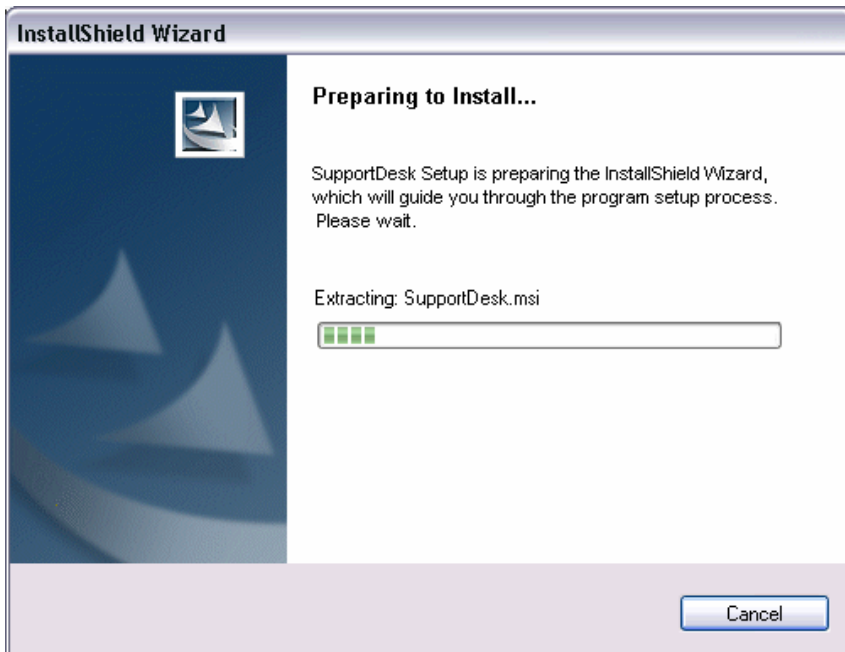 InstallShield Wizard
Preparing to Install...
SupportDesk Setup is preparing the InstallShield Wizard,
which will guide you through the program setup process.
Please wait.
Extracting: SupportDesk.msi
Cancel